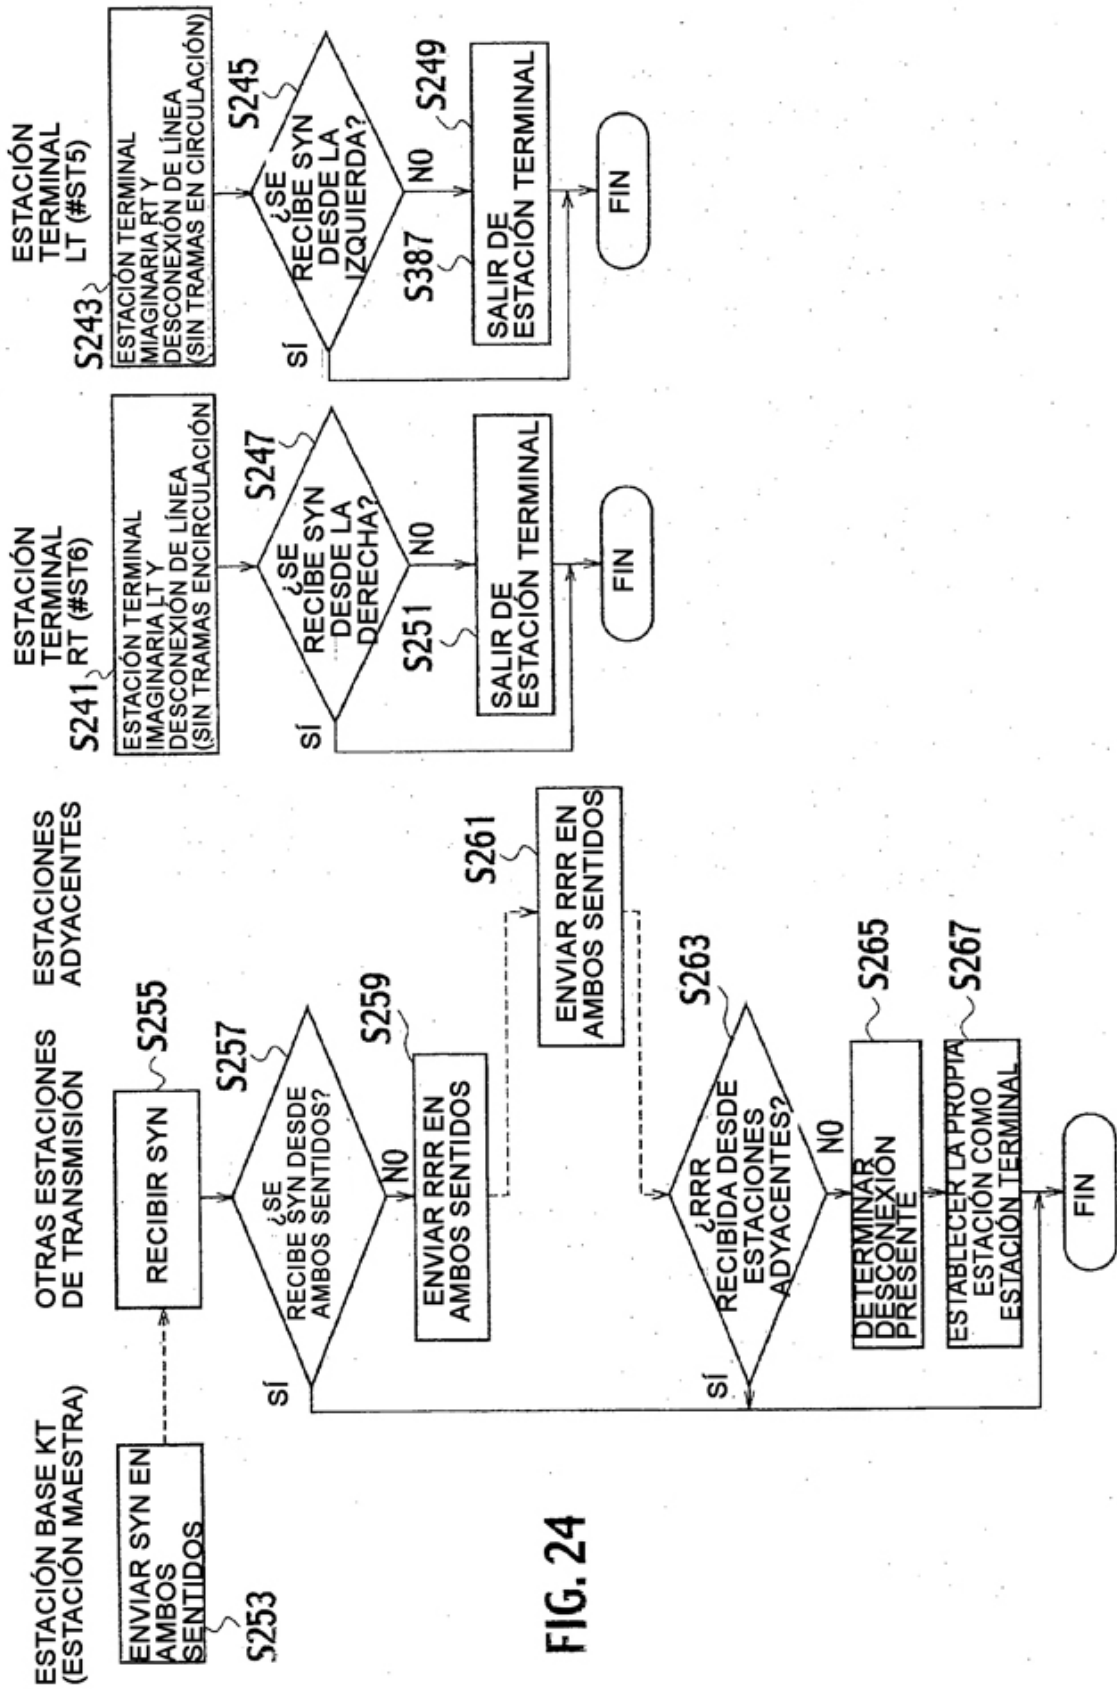 ESTACIÓN BASE KT
(ESTACIÓN MAESTRA)
ENVIAR SYN EN
AMBOS
SENTIDOS
S253
OTRAS ESTACIONES
DE TRANSMISIÓN
RECIBIR SYN
S255
¿SE
RECIBE SYN DESDE
AMBOS SENTIDOS?
S257
SÍ
NO
ENVIAR RRR EN
AMBOS SENTIDOS
S259
ESTACIONES
ADYACENTES
ENVIAR RRR EN
AMBOS SENTIDOS
S261
¿RRR
RECIBIDA DESDE
ESTACIONES
ADYACENTES?
S263
SÍ
NO
DETERMINAR
DESCONEXIÓN
PRESENTE
S265
ESTABLECER LA PROPIA
ESTACIÓN COMO
ESTACIÓN TERMINAL
S267
FIN
ESTACIÓN
TERMINAL
RT (#ST6)
S241
ESTACIÓN TERMINL
IMAGINARIA LT Y
DESCONEXIÓN DE LÍNEA
(SIN TRAMAS ENCIRCULACIÓN
¿SE
RECIBE SYN
DESDE LA
DERECHA?
S247
SÍ
NO
S251
SALIR DE
ESTACIÓN TERMINAL
FIN
ESTACIÓN
TERMINAL
LT (#ST5)
S243
ESTACIÓN TERMINAL
MIAGINARIA RT Y
DESCONEXIÓN DE LÍNEA
(SIN TRAMAS EN CIRCULACIÓN)
¿SE
RECIBE SYN
DESDE LA
IZQUIERDA?
S245
SÍ
NO
S387
S249
SALIR DE
ESTACIÓN TERMINAL
FIN
FIG. 24